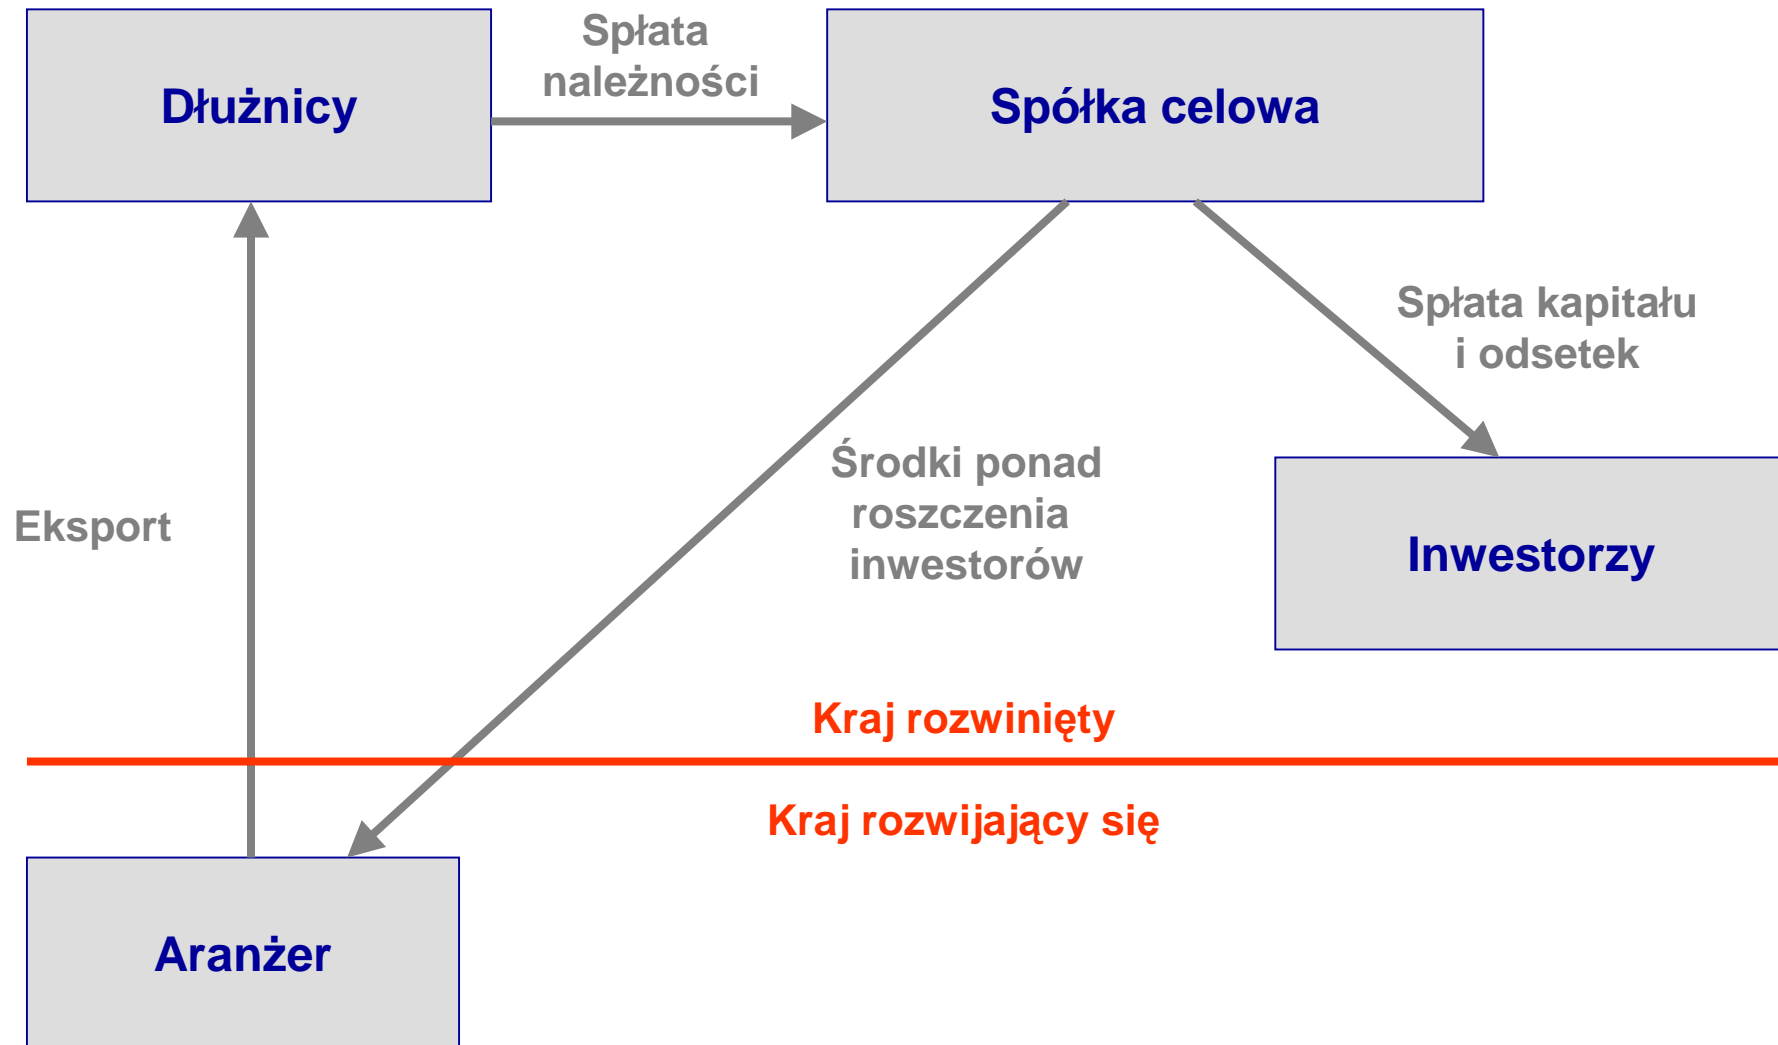 Spłata
należności
Dłużnicy
Spółka celowa
Spłata kapitału
i odsetek
Środki ponad
roszczenia
inwestorów
Eksport
Inwestorzy
Kraj rozwinięty
Kraj rozwijający się
Aranżer